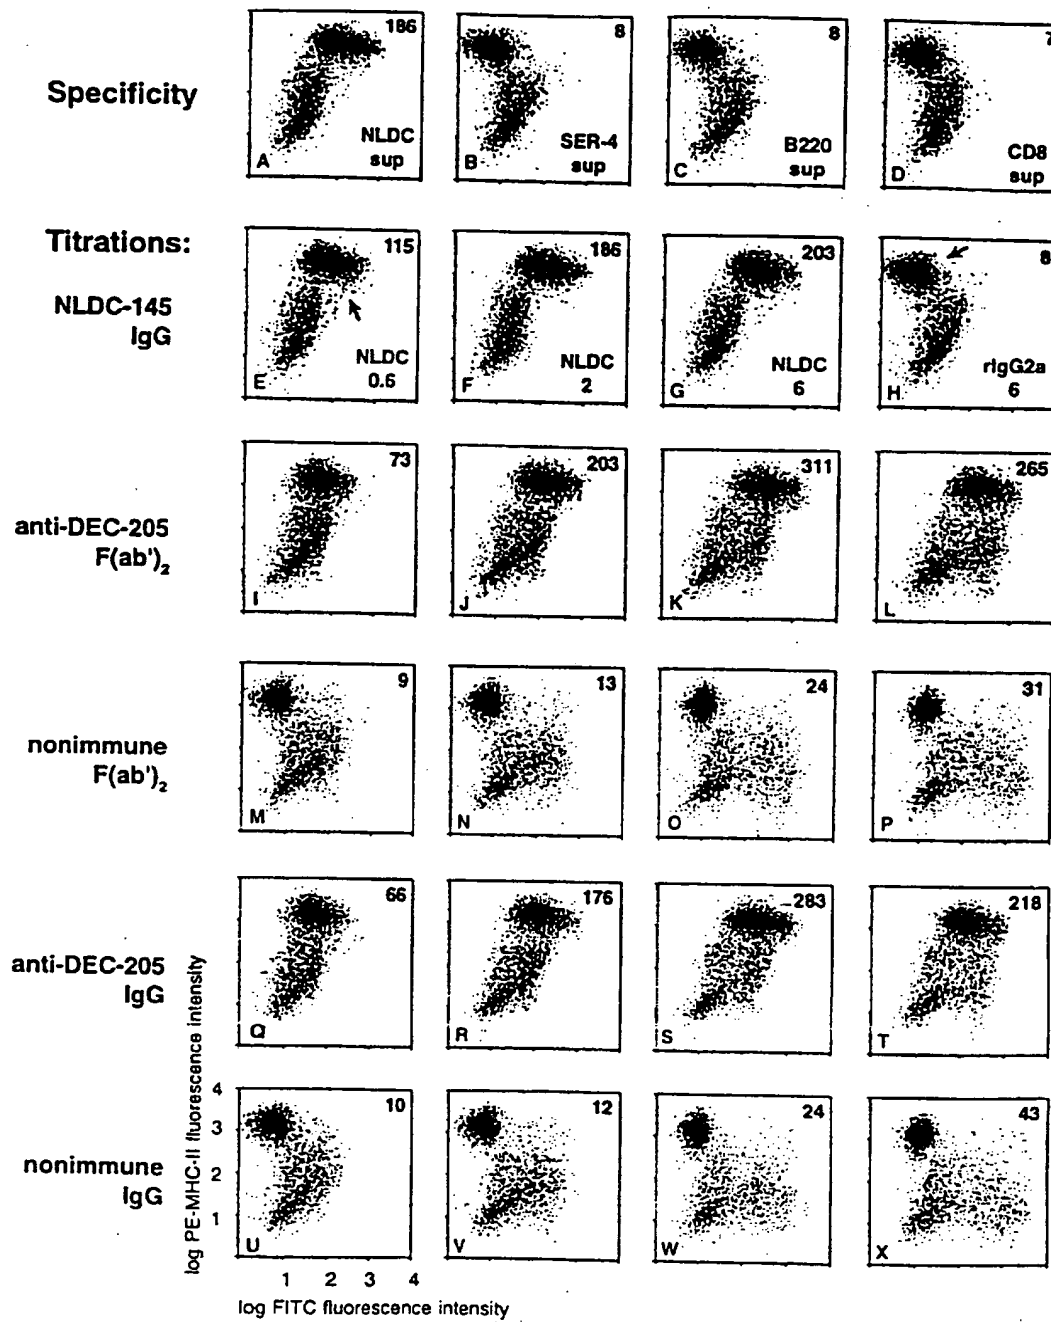 Specificity
186
NLDC
sup
A
8
SER-4
sup
B
8
B220
sup
C
7
CD8
sup
D
Titrations:
NLDC-145
IgG
115
NLDC
0.6
E
186
NLDC
2
F
203
NLDC
6
G
8
rIgG2a
6
H
anti-DEC-205
F(ab')₂
73
I
203
J
311
K
265
L
nonimmune
F(ab')₂
9
M
13
N
24
O
31
P
anti-DEC-205
IgG
66
Q
176
R
283
S
218
T
nonimmune
IgG
10
U
12
V
24
W
43
X
log PE-MHC-II fluorescence intensity
4
3
2
1
1 2 3 4
log FITC fluorescence intensity